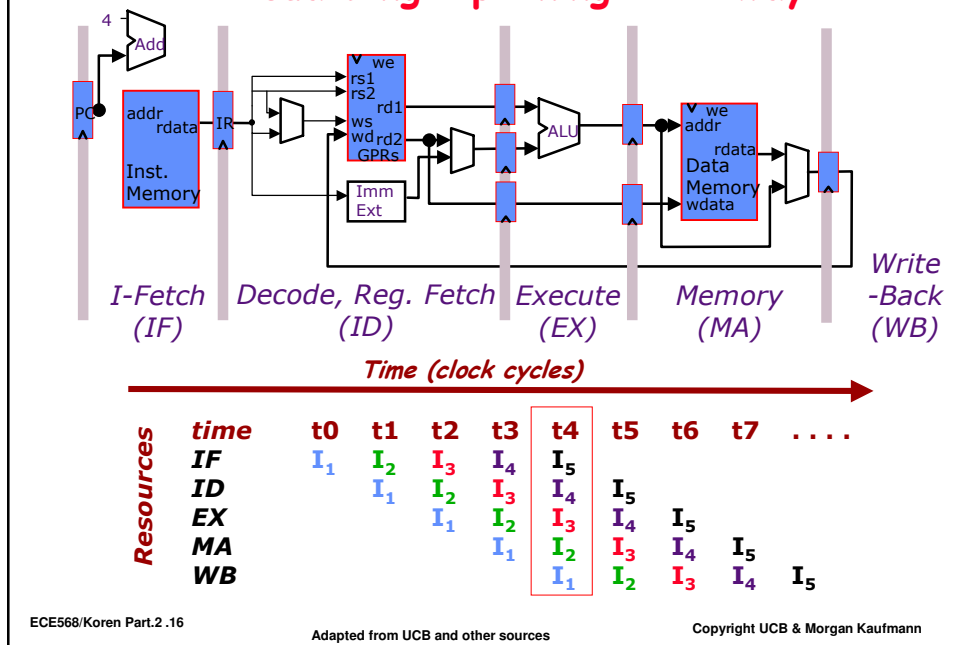 4
Add
we
rs1
rs2
rd1
PC
addr
rdata
IR
ws
wd rd2
GPRs
ALU
we
addr
rdata
Data
Memory
wdata
Inst.
Memory
Imm
Ext
I-Fetch
(IF)
Decode, Reg. Fetch
(ID)
Execute
(EX)
Memory
(MA)
Write
-Back
(WB)
Time (clock cycles)
Resources
time t0 t1 t2 t3 t4 t5 t6 t7 . . . .
IF I1 I2 I3 I4 I5
ID I1 I2 I3 I4 I5
EX I1 I2 I3 I4 I5
MA I1 I2 I3 I4 I5
WB I1 I2 I3 I4 I5
ECE568/Koren Part.2 .16
Adapted from UCB and other sources
Copyright UCB & Morgan Kaufmann